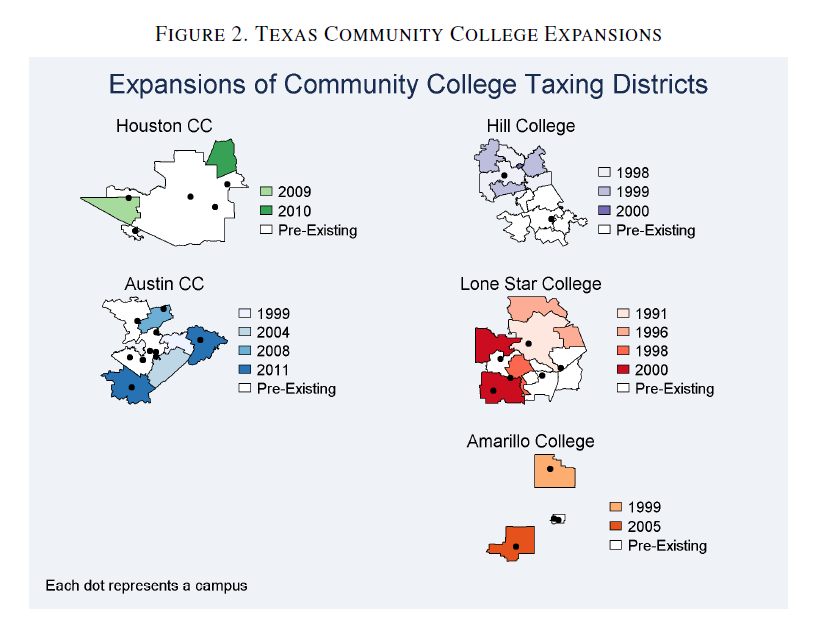 FIGURE 2. TEXAS COMMUNITY COLLEGE EXPANSIONS
Expansions of Community College Taxing Districts
Houston CC
2009
2010
Pre-Existing
Hill College
1998
1999
2000
Pre-Existing
Austin CC
1999
2004
2008
2011
Pre-Existing
Lone Star College
1991
1996
1998
2000
Pre-Existing
Amarillo College
1999
2005
Pre-Existing
Each dot represents a campus